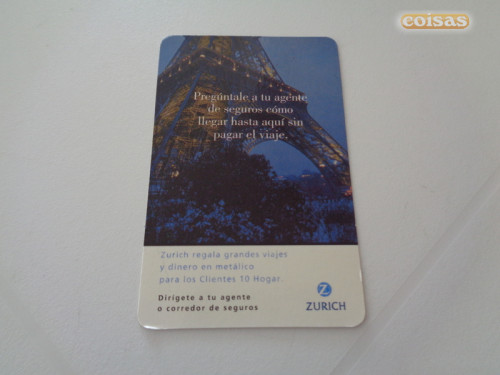 coisas
Pregúntale a tu agente
de seguros cómo
llegar hasta aquí sin
pagar el viaje.
Zurich regala grandes viajes
y dinero en metálico
para los Clientes 10 Hogar.
Dirígete a tu agente
o corredor de seguros
Z
ZURICH